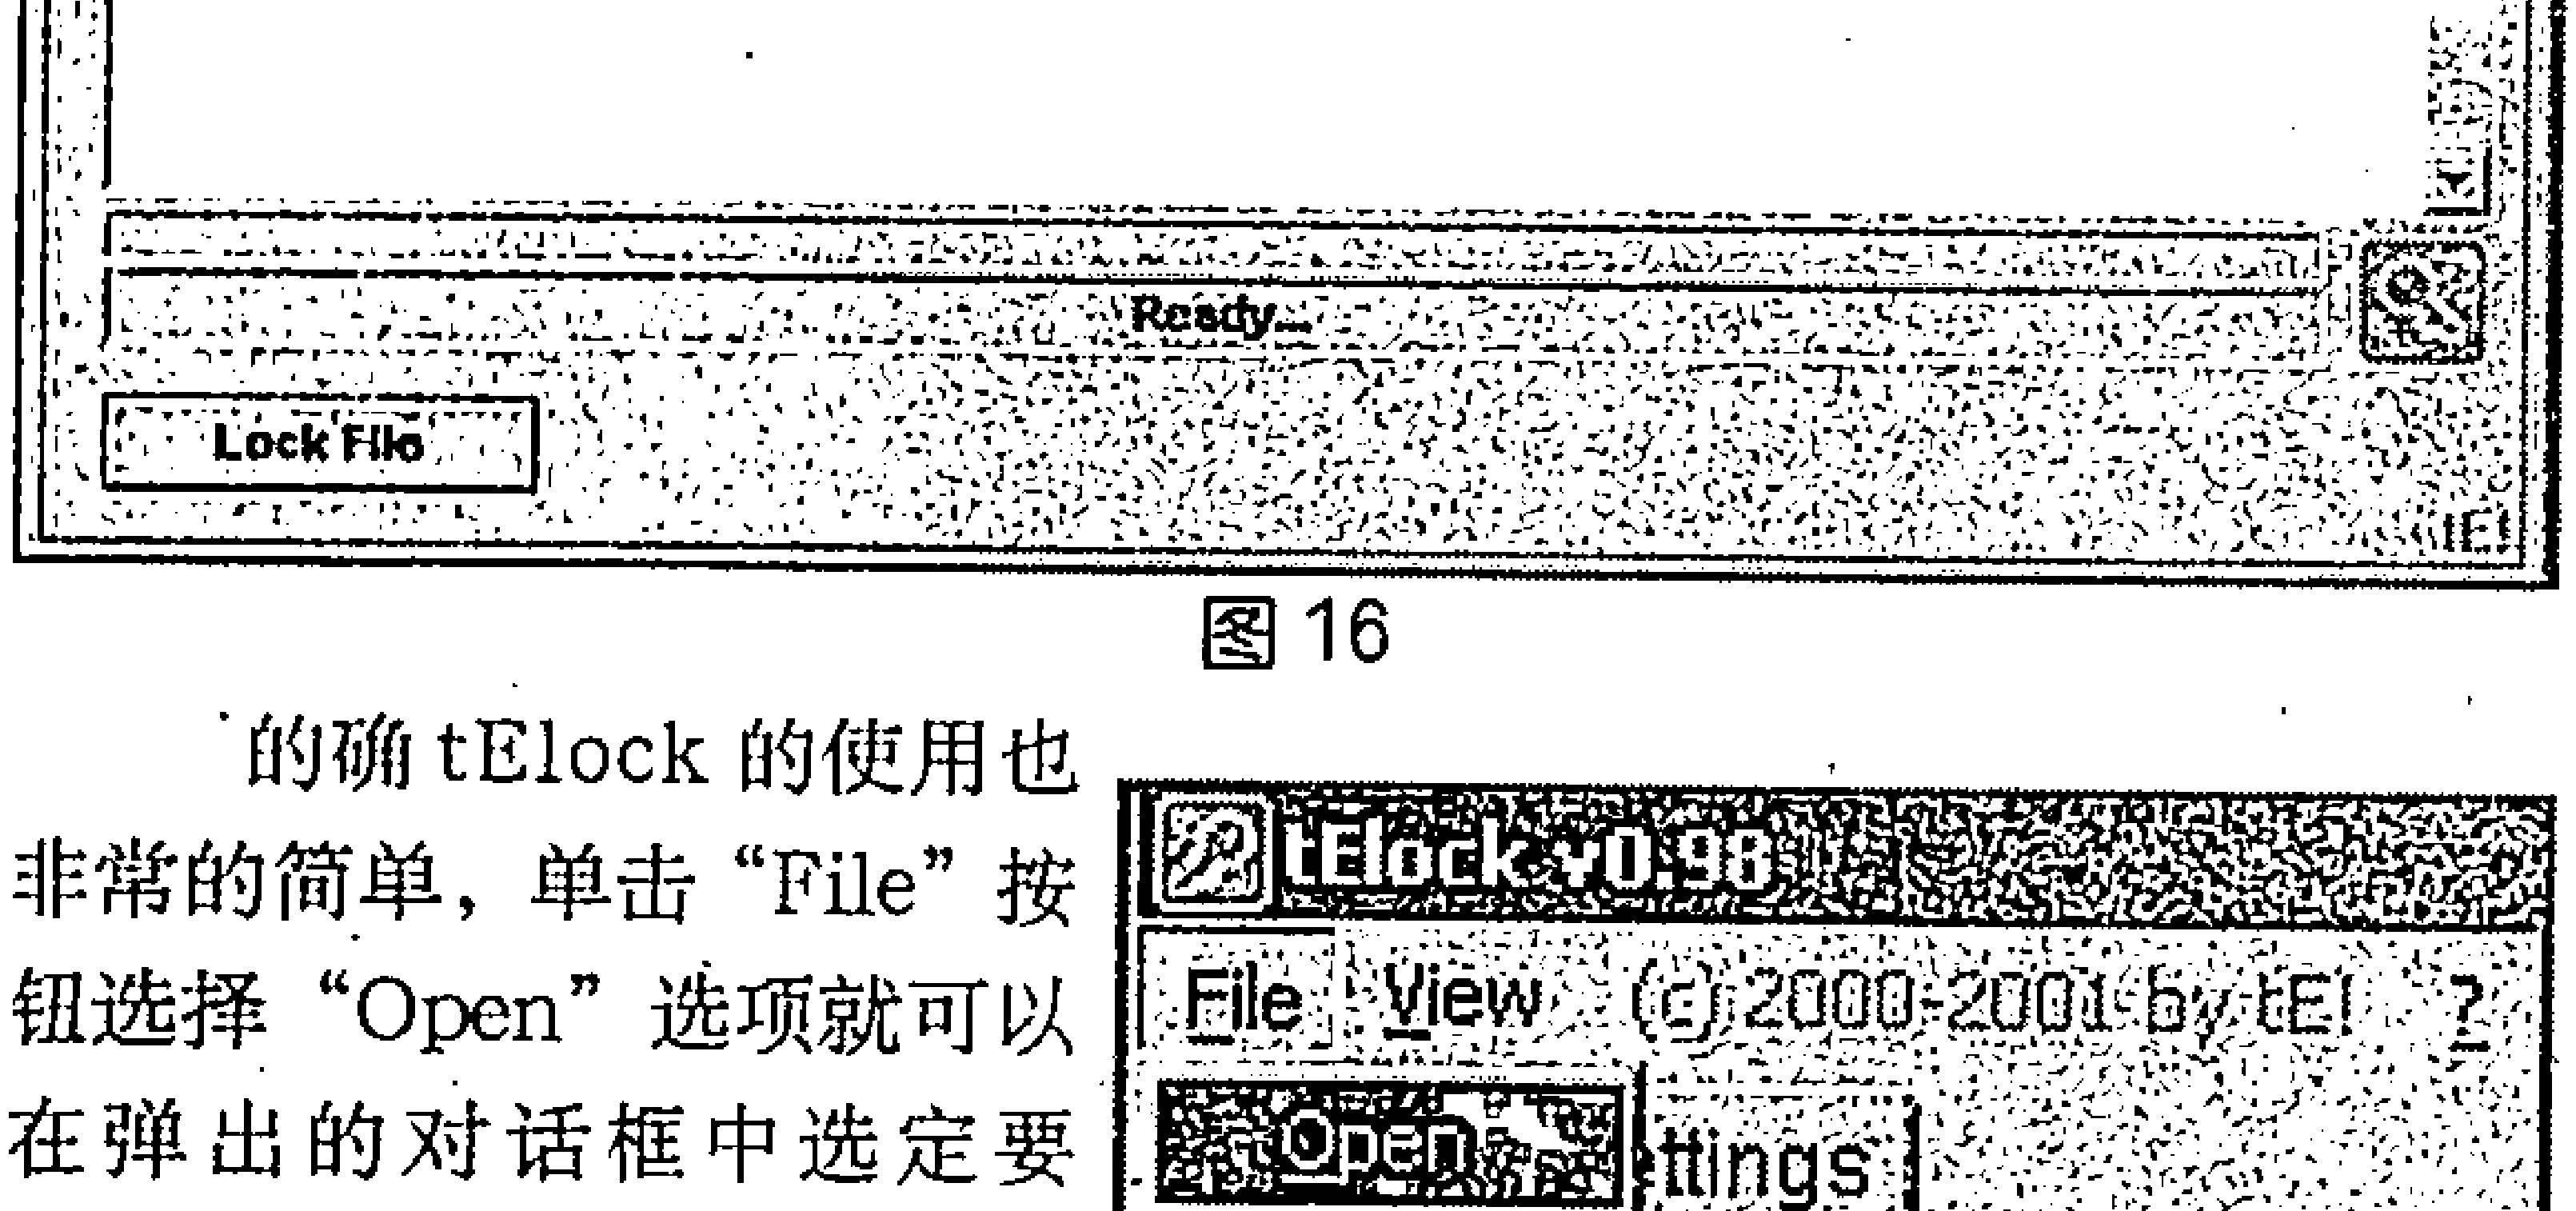 Ready...
Lock File
tE!
图 16
的确 tElock 的使用也
非常的简单，单击“File”按
钮选择“Open”选项就可以
在弹出的对话框中选定要
tElock v0.98
File View (c) 2000-2001 by tE! ?
Open
ttings